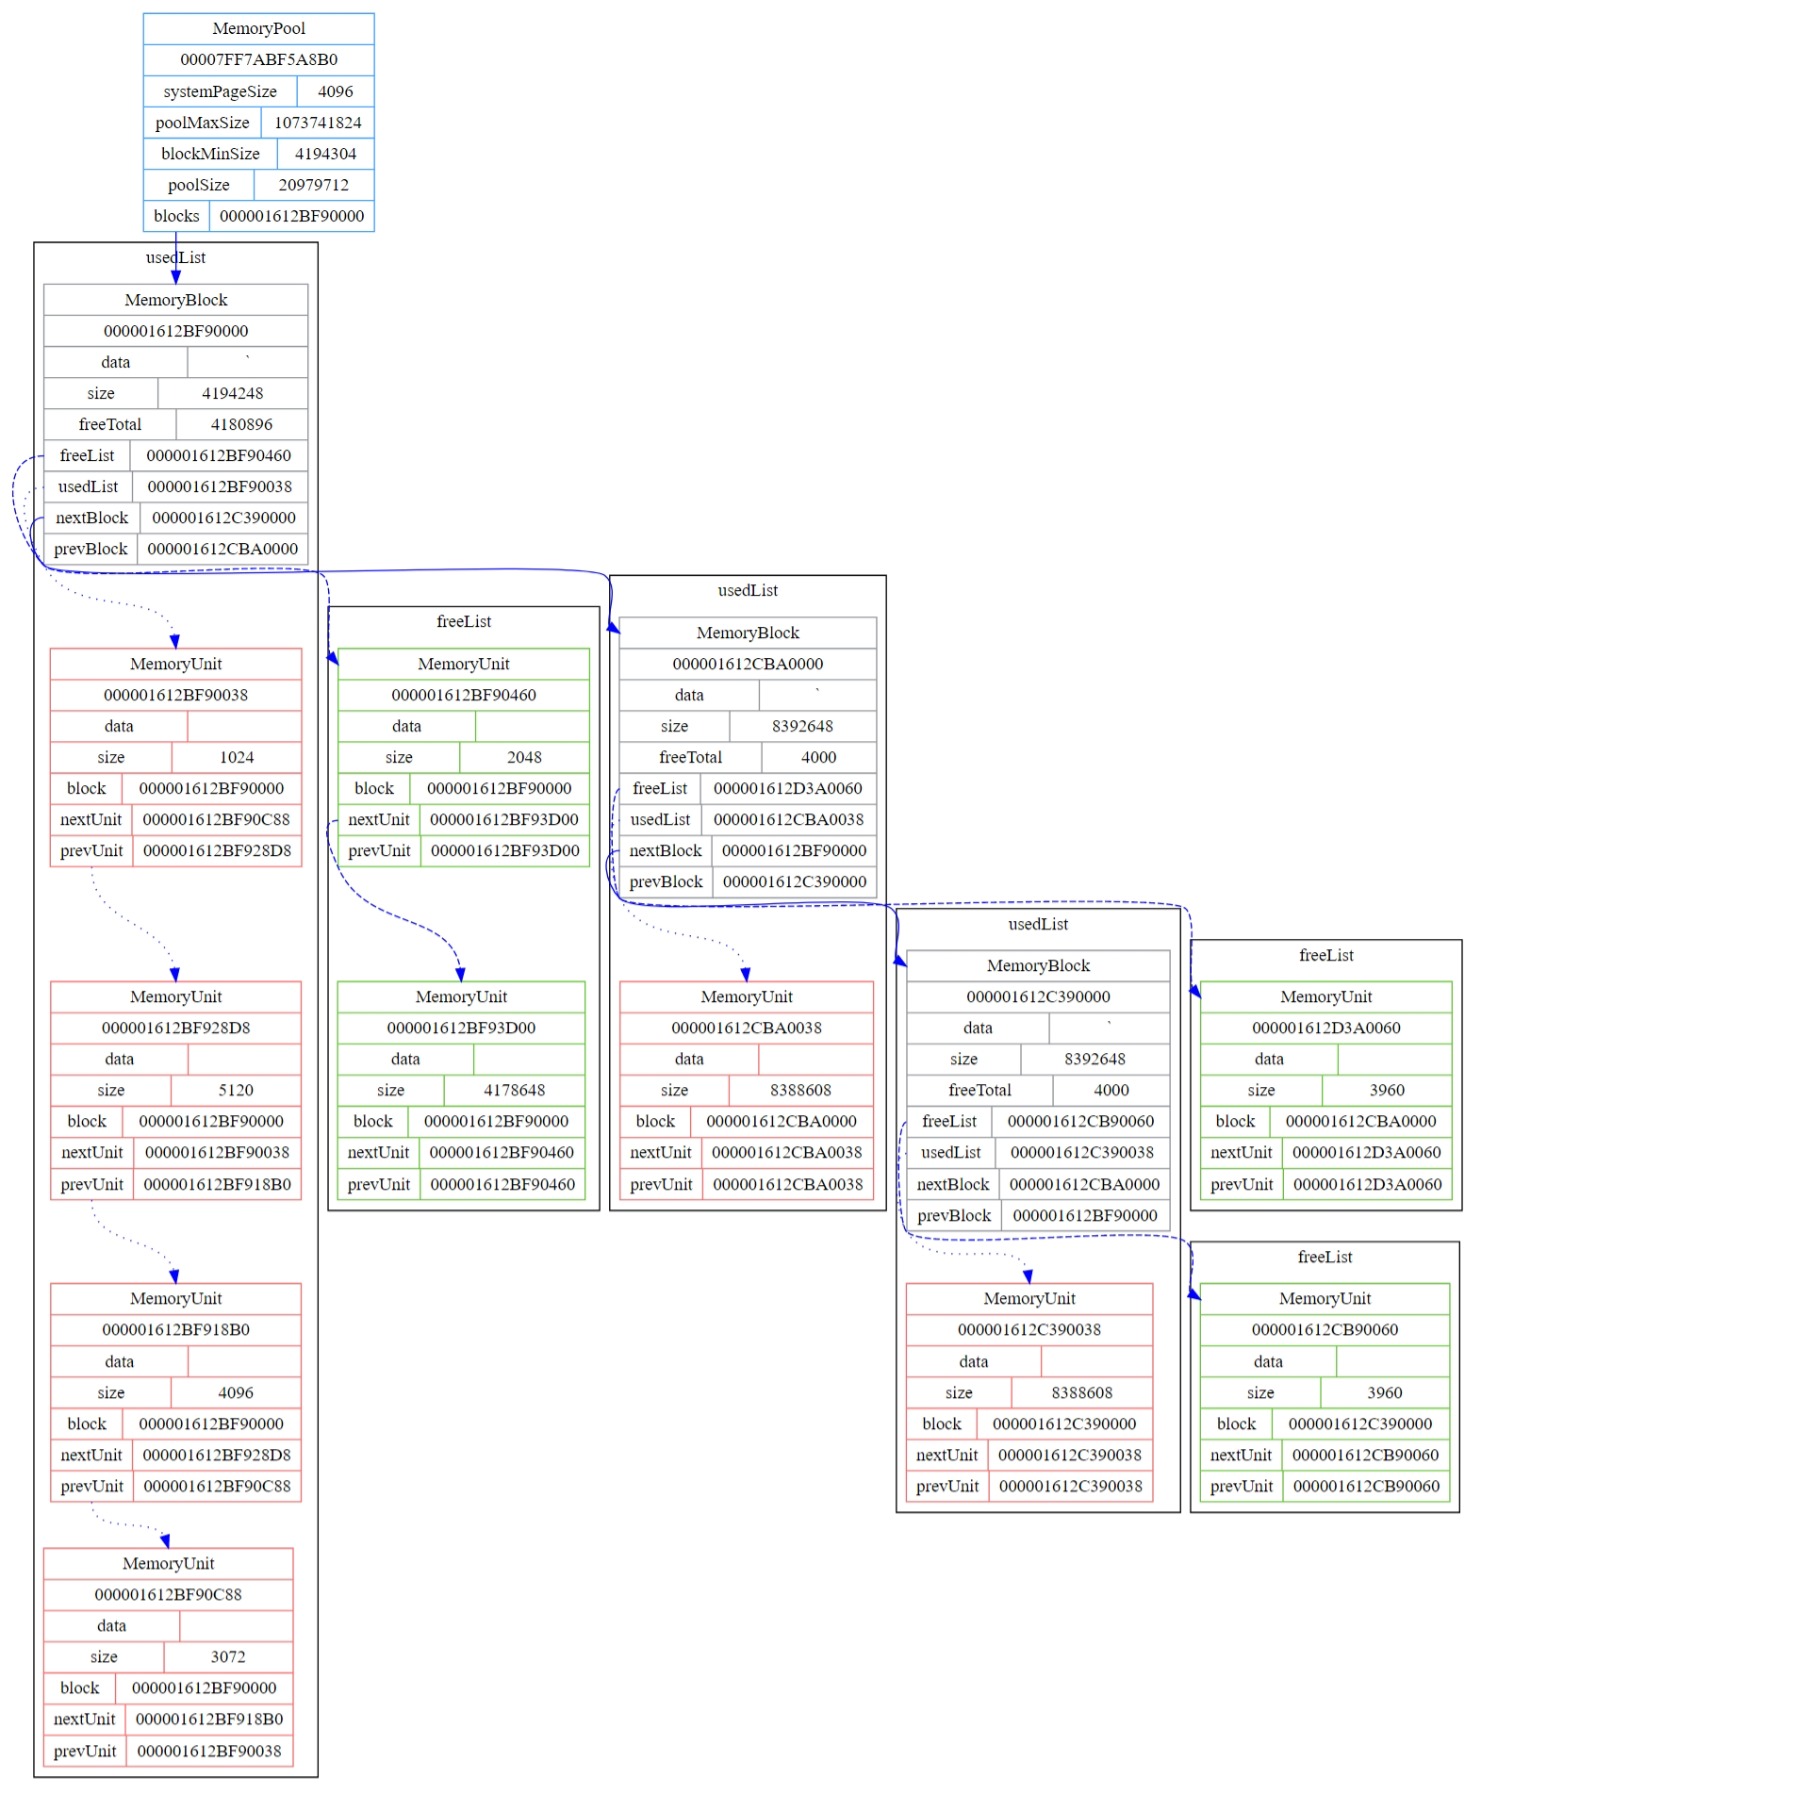 MemoryPool
00007FF7ABF5A8B0
systemPageSize 4096
poolMaxSize 1073741824
blockMinSize 4194304
poolSize 20979712
blocks 000001612BF90000
usedList
MemoryBlock
000001612BF90000
data `
size 4194248
freeTotal 4180896
freeList 000001612BF90460
usedList 000001612BF90038
nextBlock 000001612C390000
prevBlock 000001612CBA0000
MemoryUnit
000001612BF90038
data
size 1024
block 000001612BF90000
nextUnit 000001612BF90C88
prevUnit 000001612BF928D8
MemoryUnit
000001612BF928D8
data
size 5120
block 000001612BF90000
nextUnit 000001612BF90038
prevUnit 000001612BF918B0
MemoryUnit
000001612BF918B0
data
size 4096
block 000001612BF90000
nextUnit 000001612BF928D8
prevUnit 000001612BF90C88
MemoryUnit
000001612BF90C88
data
size 3072
block 000001612BF90000
nextUnit 000001612BF918B0
prevUnit 000001612BF90038
freeList
MemoryUnit
000001612BF90460
data
size 2048
block 000001612BF90000
nextUnit 000001612BF93D00
prevUnit 000001612BF93D00
MemoryUnit
000001612BF93D00
data
size 4178648
block 000001612BF90000
nextUnit 000001612BF90460
prevUnit 000001612BF90460
usedList
MemoryBlock
000001612CBA0000
data `
size 8392648
freeTotal 4000
freeList 000001612D3A0060
usedList 000001612CBA0038
nextBlock 000001612BF90000
prevBlock 000001612C390000
MemoryUnit
000001612CBA0038
data
size 8388608
block 000001612CBA0000
nextUnit 000001612CBA0038
prevUnit 000001612CBA0038
usedList
MemoryBlock
000001612C390000
data `
size 8392648
freeTotal 4000
freeList 000001612CB90060
usedList 000001612C390038
nextBlock 000001612CBA0000
prevBlock 000001612BF90000
MemoryUnit
000001612C390038
data
size 8388608
block 000001612C390000
nextUnit 000001612C390038
prevUnit 000001612C390038
freeList
MemoryUnit
000001612D3A0060
data
size 3960
block 000001612CBA0000
nextUnit 000001612D3A0060
prevUnit 000001612D3A0060
freeList
MemoryUnit
000001612CB90060
data
size 3960
block 000001612C390000
nextUnit 000001612CB90060
prevUnit 000001612CB90060